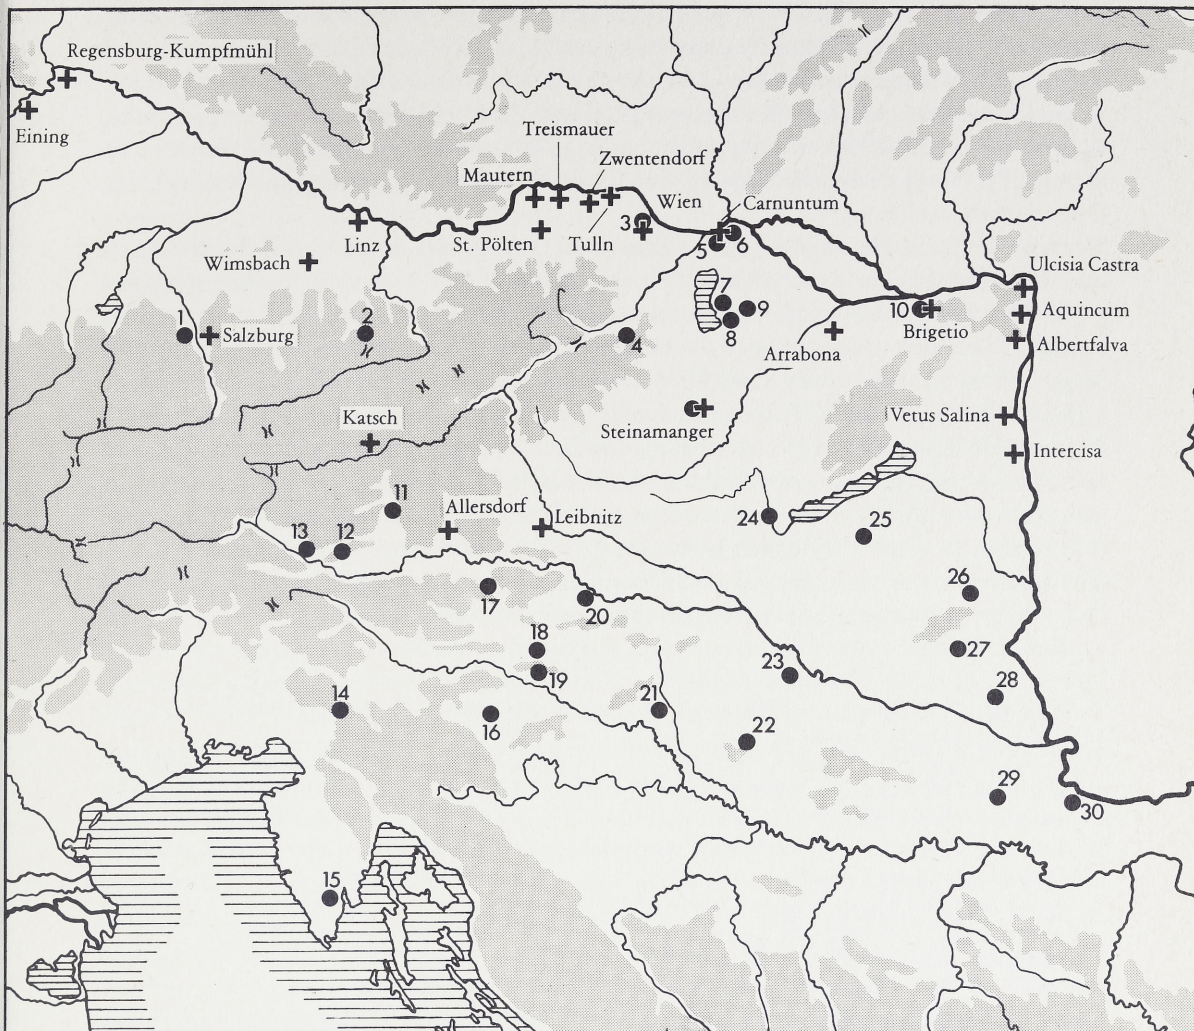 Regensburg-Kumpfmühl
Eining
Treismauer
Zwentendorf
Mautern
Wien
Carnuntum
3
Linz
St. Pölten
Tulln
5
6
Wimsbach
Ulcisia Castra
7
9
1
2
Salzburg
8
4
10
Brigetio
Aquincum
Arrabona
Albertfalva
Katsch
Steinamanger
Vetus Salina
Intercisa
11
Allersdorf
Leibnitz
24
25
13
12
26
17
20
18
27
19
23
28
14
16
21
22
29
30
15